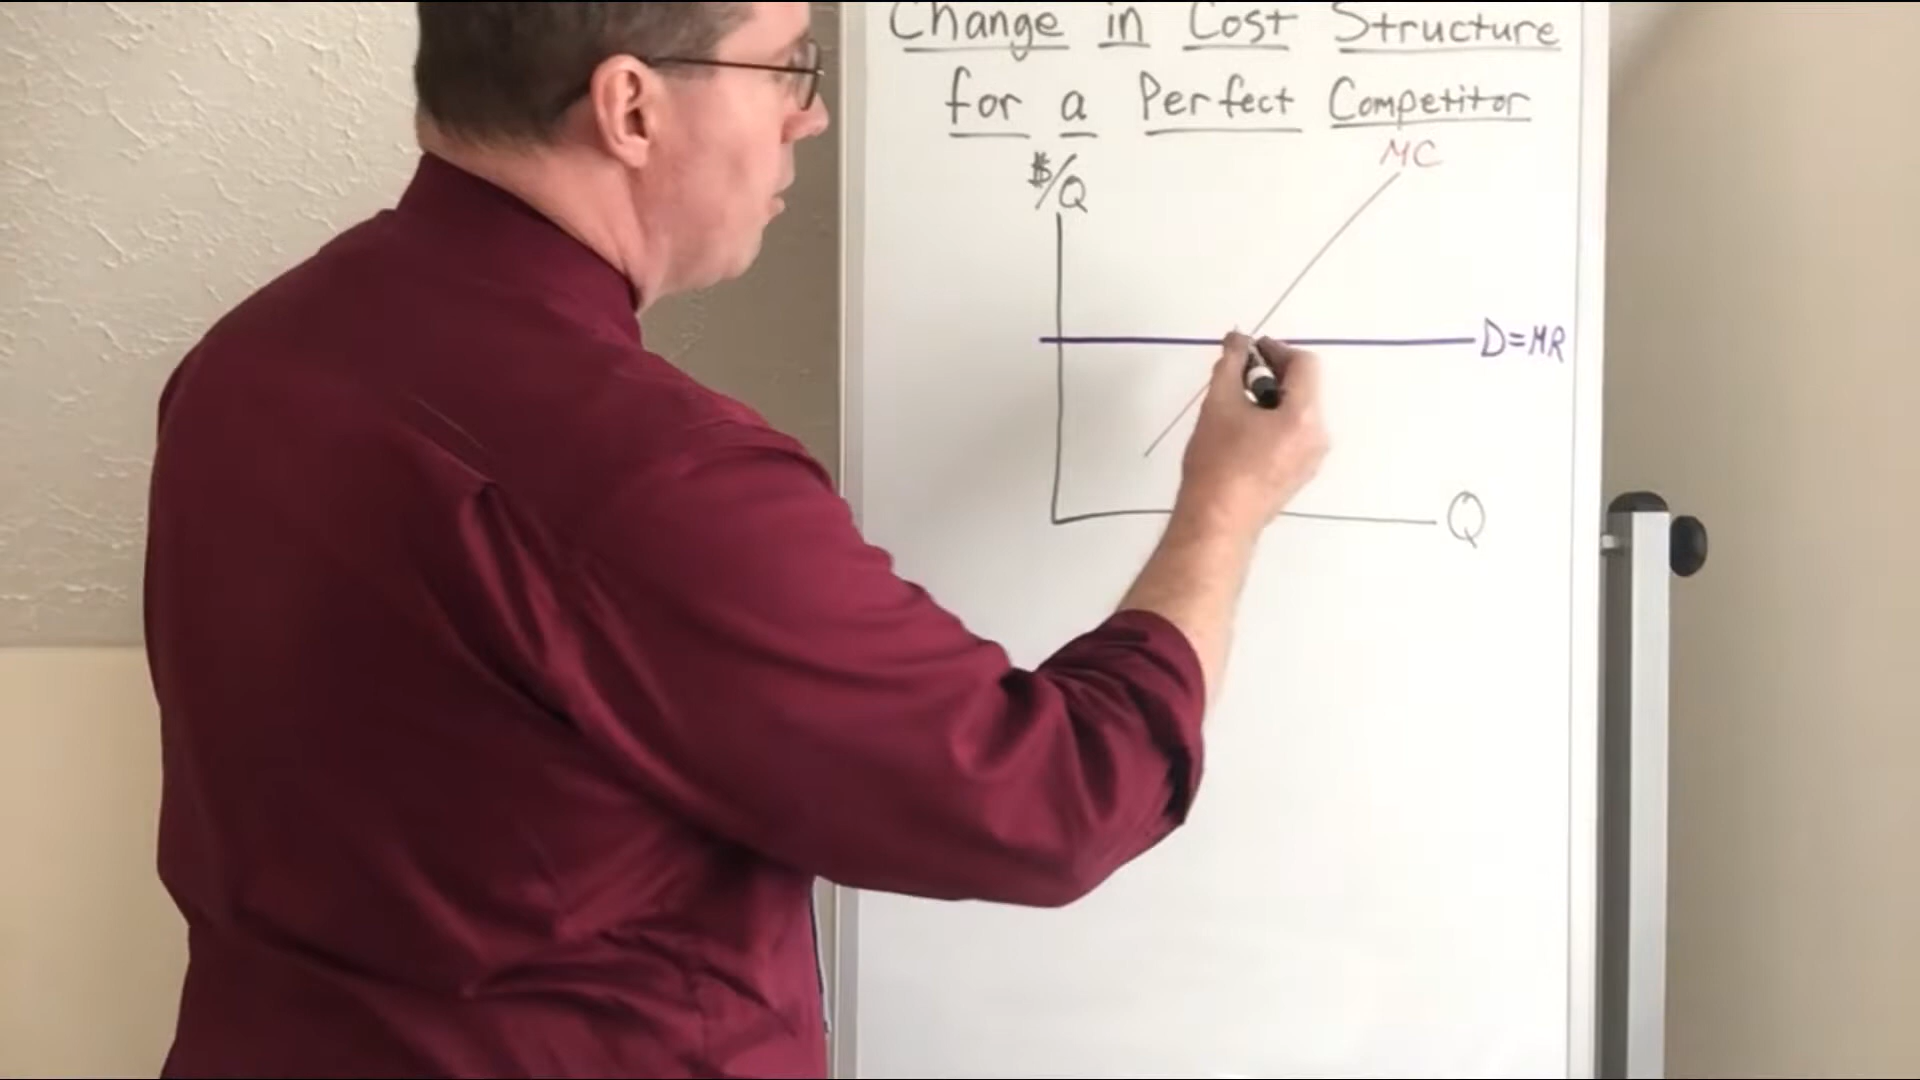 Change in Cost Structure
for a Perfect Competitor
MC
$/Q
D=MR
Q